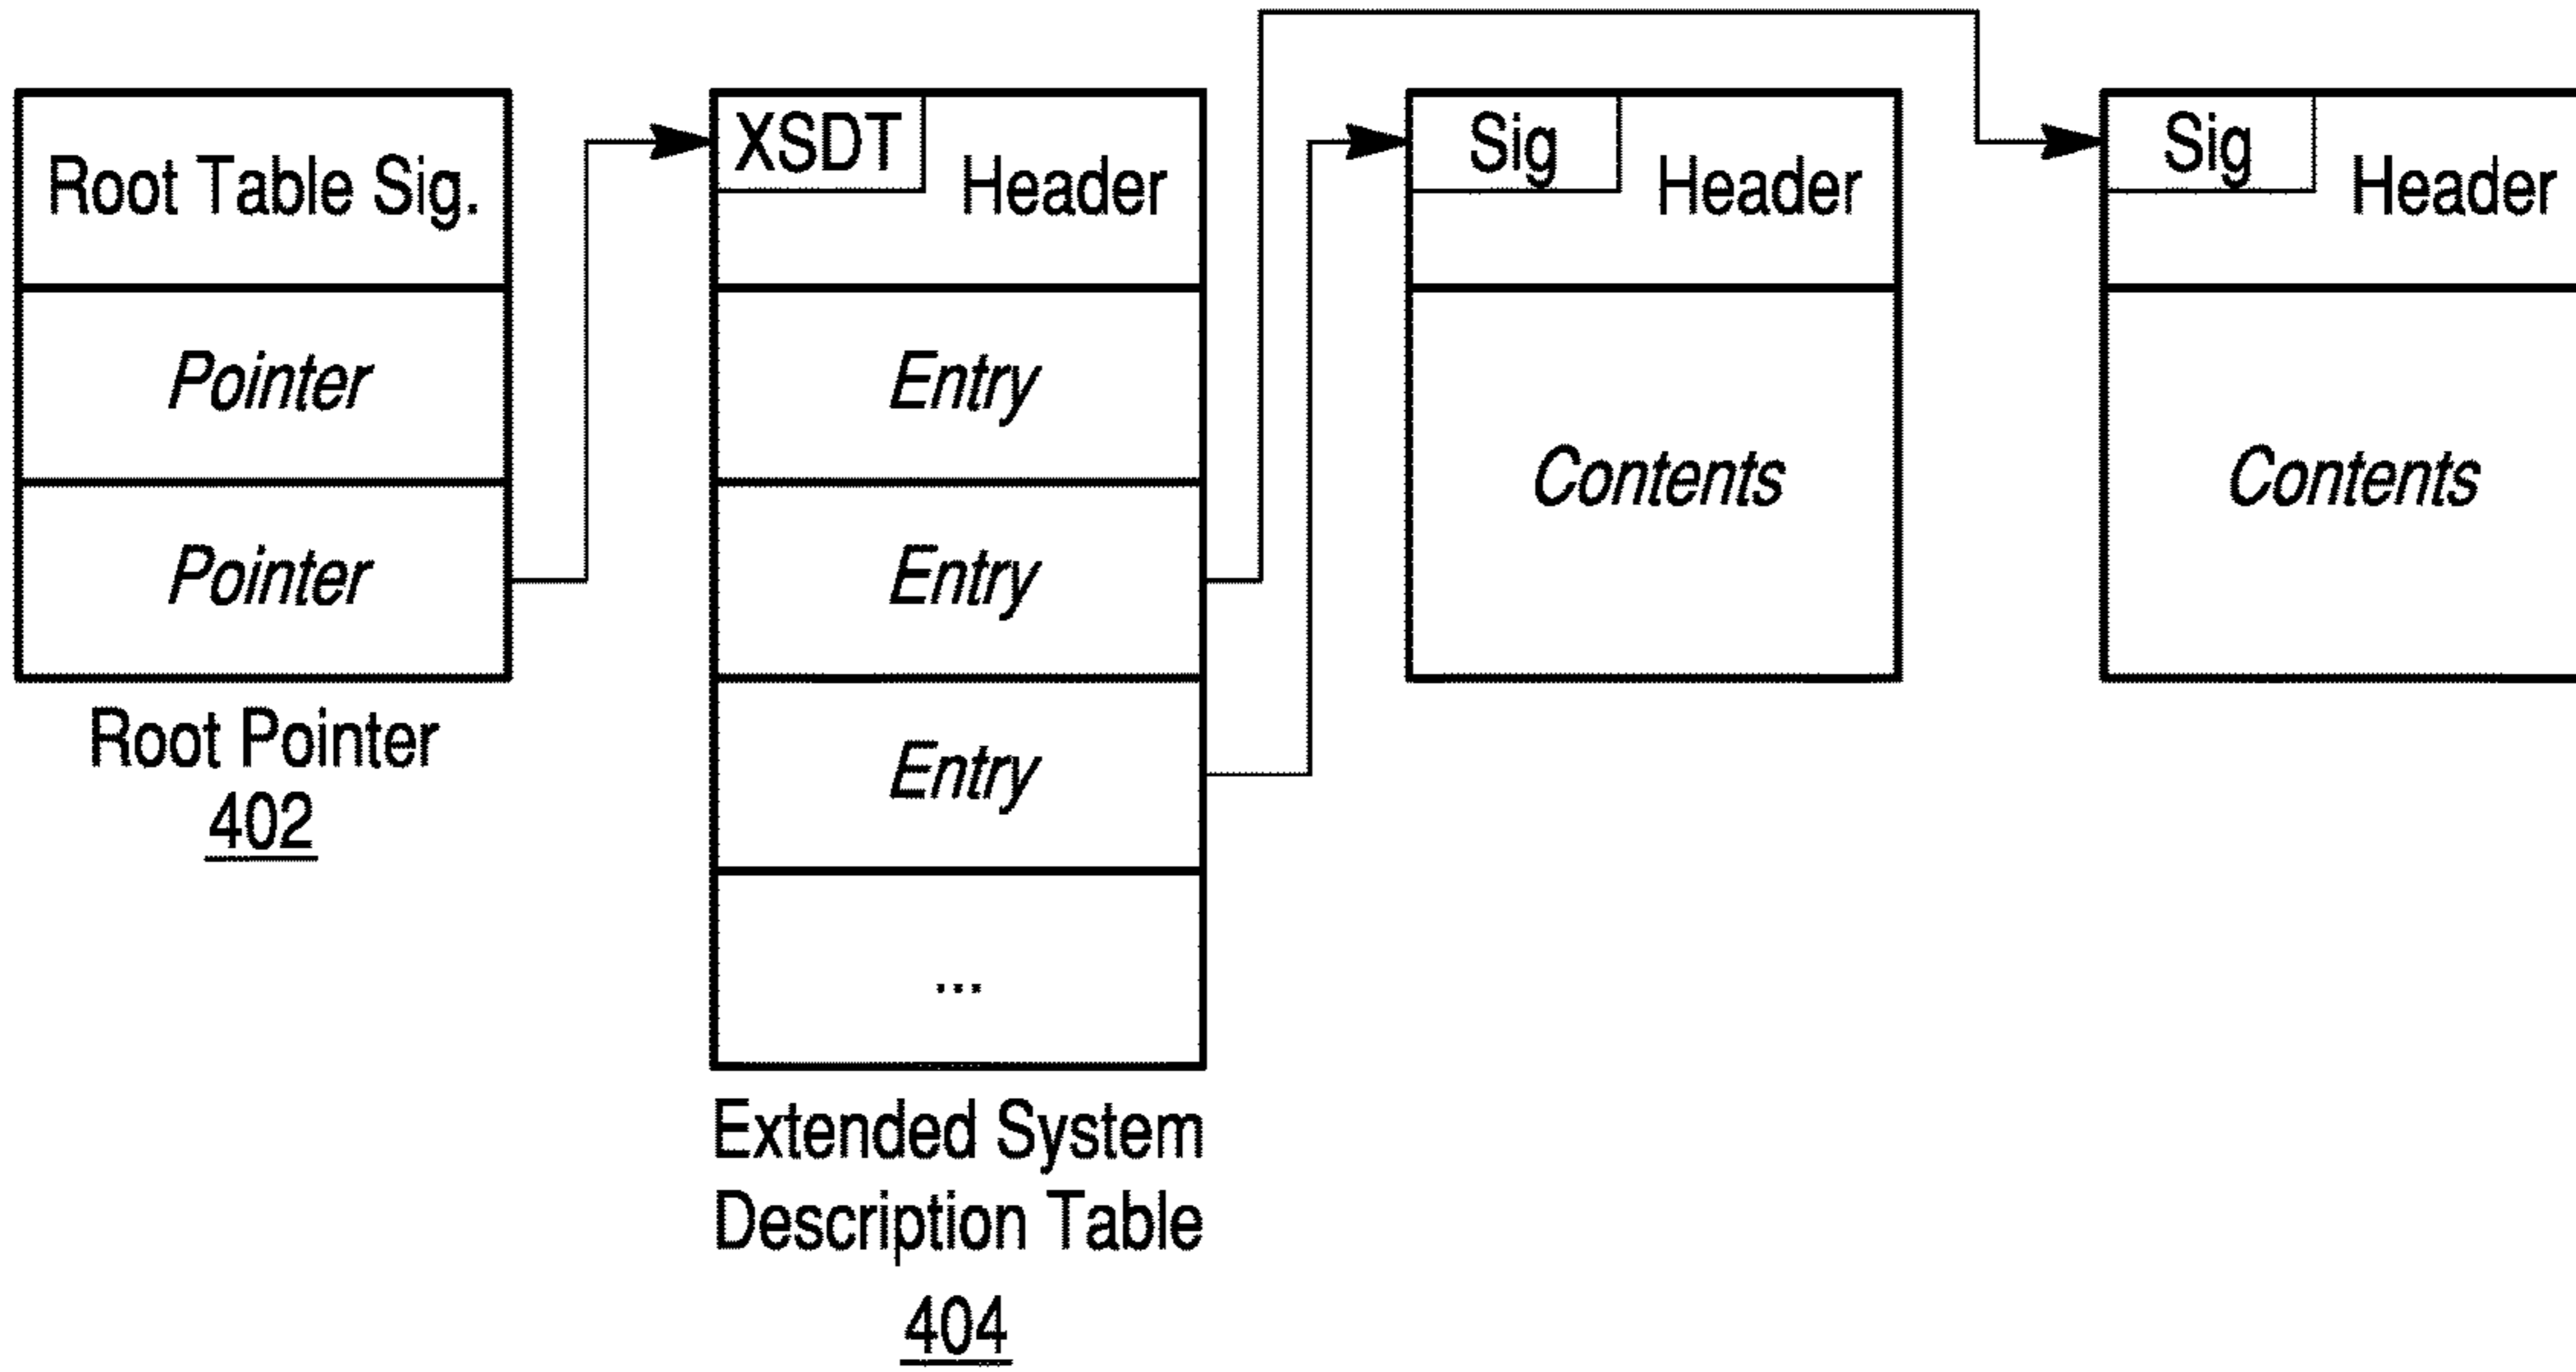 Root Table Sig.
Pointer
Pointer
Root Pointer
402
XSDT
Header
Entry
Entry
Entry
...
Extended System
Description Table
404
Sig
Header
Contents
Sig
Header
Contents